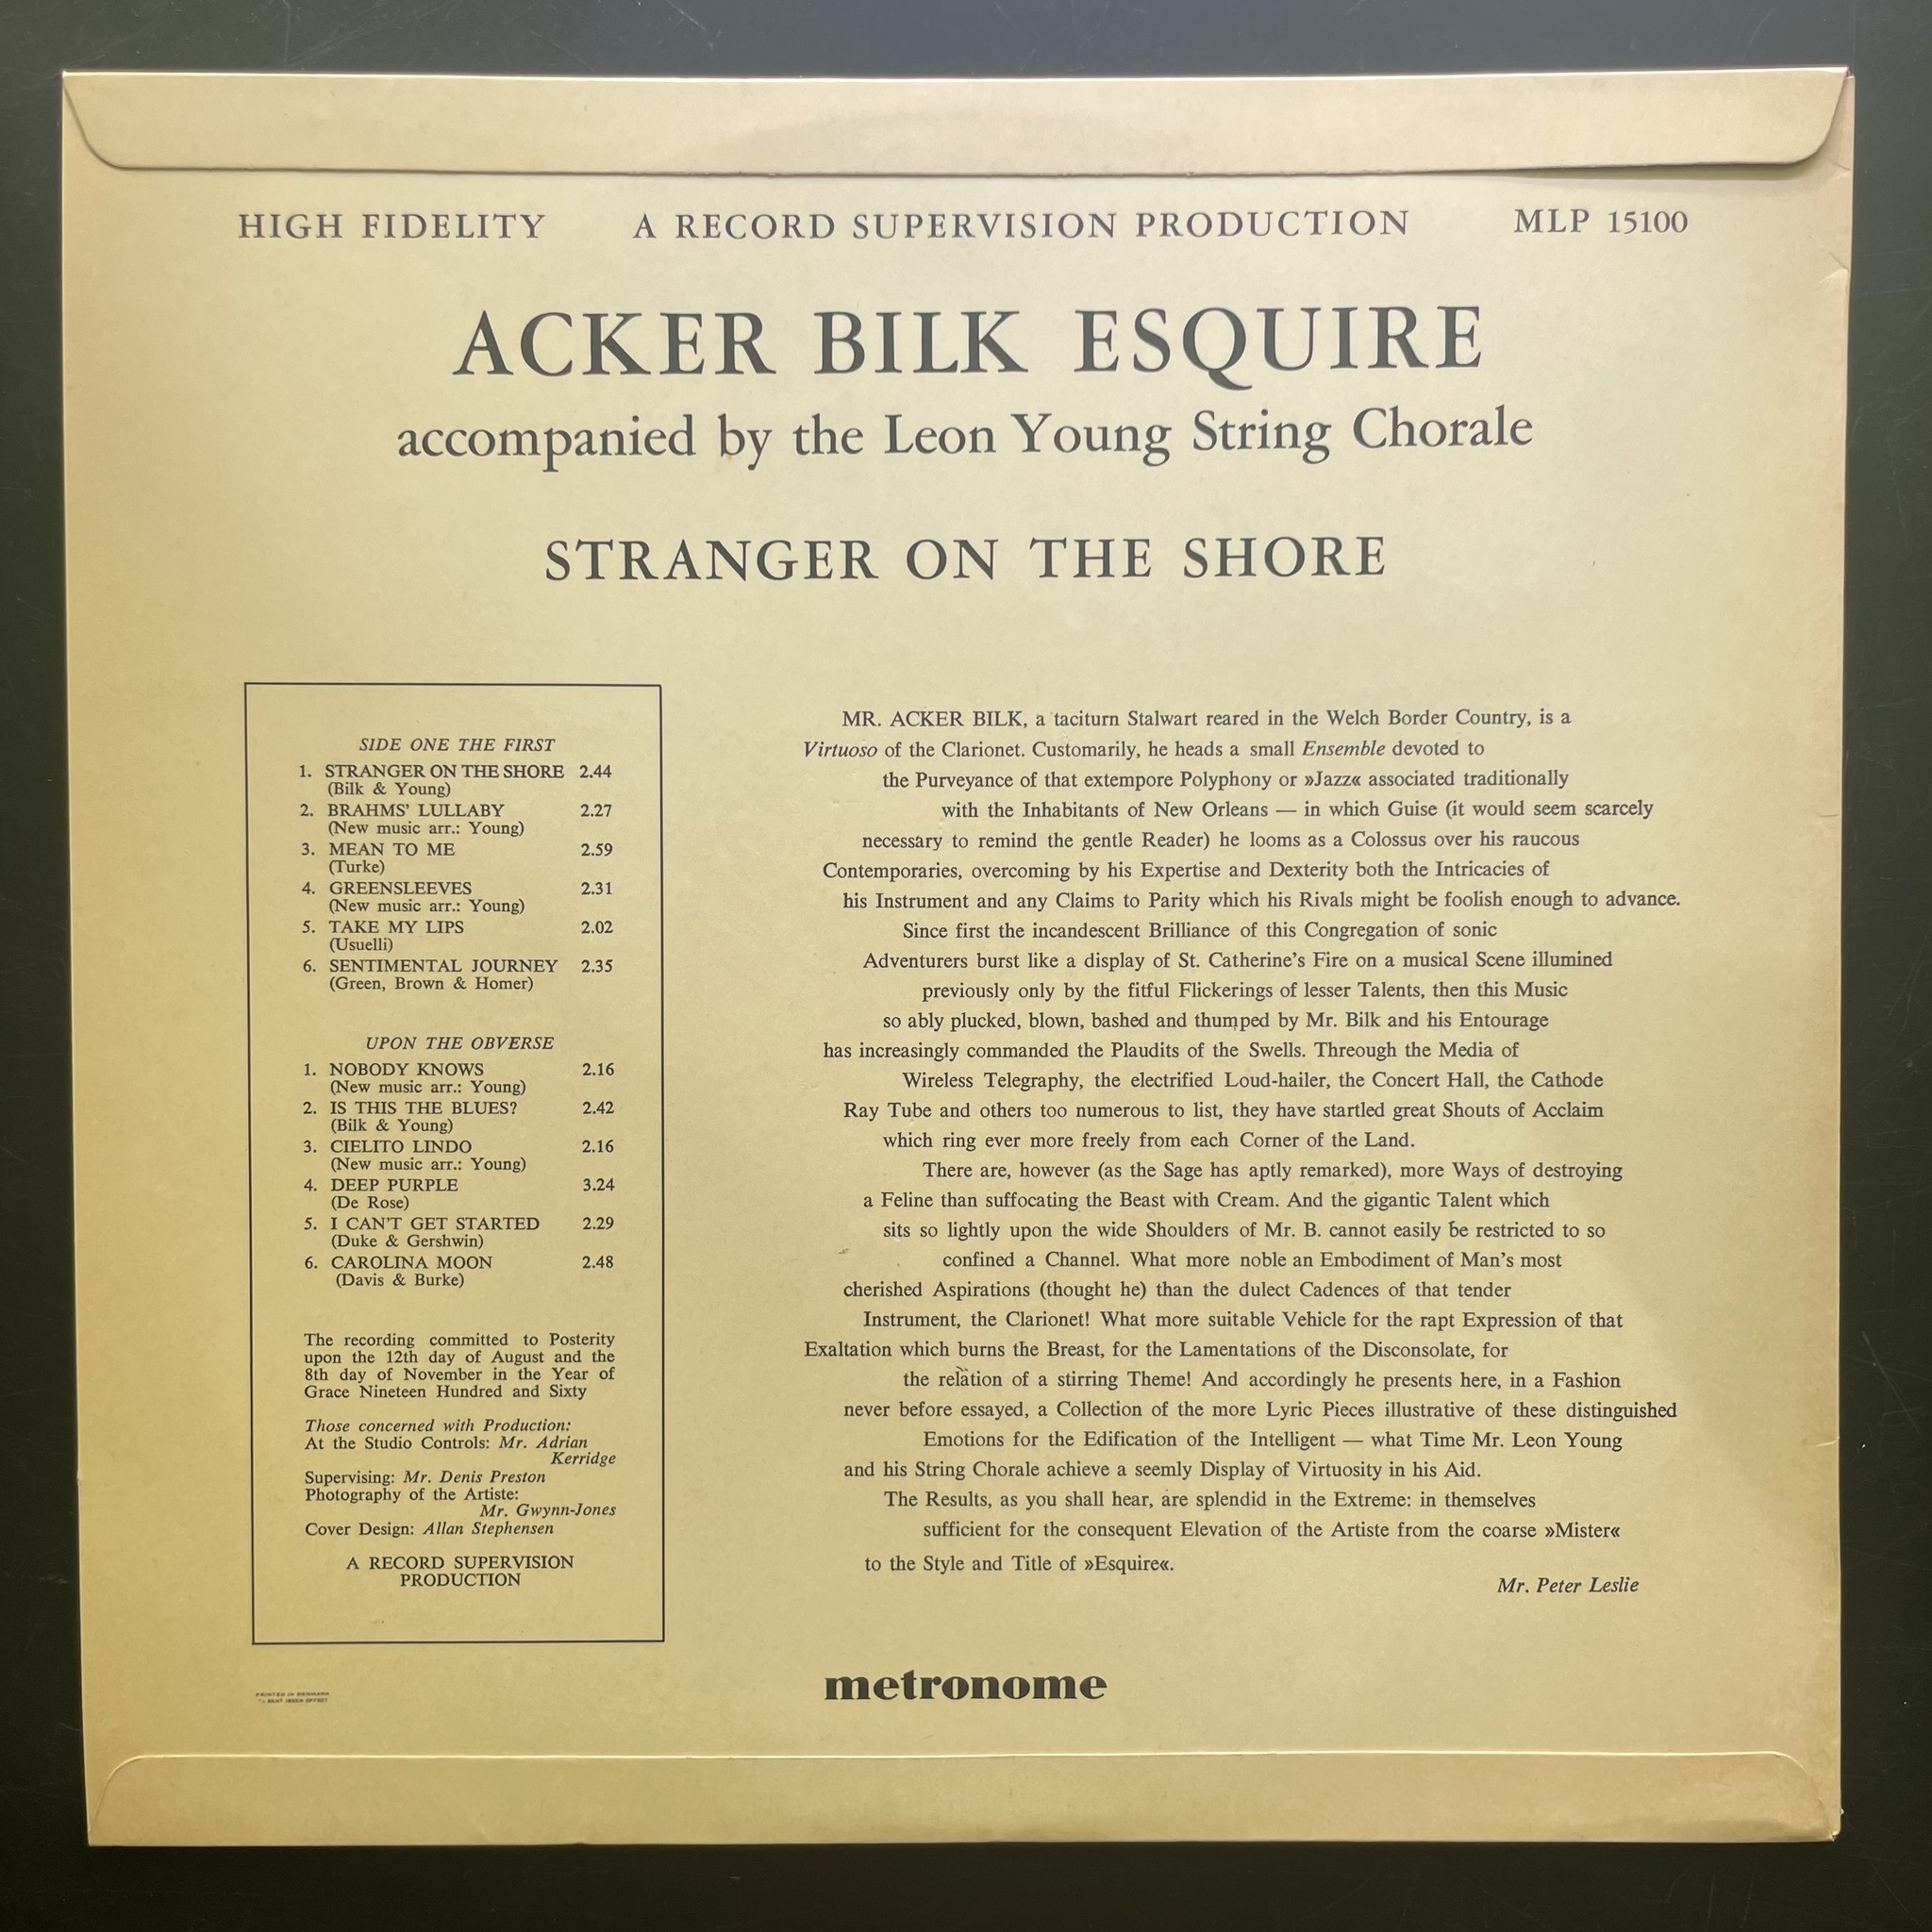 HIGH FIDELITY A RECORD SUPERVISION PRODUCTION MLP 15100
ACKER BILK ESQUIRE
accompanied by the Leon Young String Chorale
STRANGER ON THE SHORE
SIDE ONE THE FIRST
1. STRANGER ON THE SHORE 2.44
(Bilk & Young)
2. BRAHMS' LULLABY 2.27
(New music arr.: Young)
3. MEAN TO ME 2.59
(Turke)
4. GREENSLEEVES 2.31
(New music arr.: Young)
5. TAKE MY LIPS 2.02
(Usuelli)
6. SENTIMENTAL JOURNEY 2.35
(Green, Brown & Homer)
UPON THE OBVERSE
1. NOBODY KNOWS 2.16
(New music arr.: Young)
2. IS THIS THE BLUES? 2.42
(Bilk & Young)
3. CIELITO LINDO 2.16
(New music arr.: Young)
4. DEEP PURPLE 3.24
(De Rose)
5. I CAN'T GET STARTED 2.29
(Duke & Gershwin)
6. CAROLINA MOON 2.48
(Davis & Burke)
The recording committed to Posterity
upon the 12th day of August and the
8th day of November in the Year of
Grace Nineteen Hundred and Sixty
Those concerned with Production:
At the Studio Controls: Mr. Adrian
Kerridge
Supervising: Mr. Denis Preston
Photography of the Artiste:
Mr. Gwynn-Jones
Cover Design: Allan Stephensen
A RECORD SUPERVISION
PRODUCTION
MR. ACKER BILK, a taciturn Stalwart reared in the Welch Border Country, is a
Virtuoso of the Clarionet. Customarily, he heads a small Ensemble devoted to
the Purveyance of that extempore Polyphony or »Jazz« associated traditionally
with the Inhabitants of New Orleans — in which Guise (it would seem scarcely
necessary to remind the gentle Reader) he looms as a Colossus over his raucous
Contemporaries, overcoming by his Expertise and Dexterity both the Intricacies of
his Instrument and any Claims to Parity which his Rivals might be foolish enough to advance.
Since first the incandescent Brilliance of this Congregation of sonic
Adventurers burst like a display of St. Catherine's Fire on a musical Scene illumined
previously only by the fitful Flickerings of lesser Talents, then this Music
so ably plucked, blown, bashed and thumped by Mr. Bilk and his Entourage
has increasingly commanded the Plaudits of the Swells. Threough the Media of
Wireless Telegraphy, the electrified Loud-hailer, the Concert Hall, the Cathode
Ray Tube and others too numerous to list, they have startled great Shouts of Acclaim
which ring ever more freely from each Corner of the Land.
There are, however (as the Sage has aptly remarked), more Ways of destroying
a Feline than suffocating the Beast with Cream. And the gigantic Talent which
sits so lightly upon the wide Shoulders of Mr. B. cannot easily be restricted to so
confined a Channel. What more noble an Embodiment of Man's most
cherished Aspirations (thought he) than the dulect Cadences of that tender
Instrument, the Clarionet! What more suitable Vehicle for the rapt Expression of that
Exaltation which burns the Breast, for the Lamentations of the Disconsolate, for
the relation of a stirring Theme! And accordingly he presents here, in a Fashion
never before essayed, a Collection of the more Lyric Pieces illustrative of these distinguished
Emotions for the Edification of the Intelligent — what Time Mr. Leon Young
and his String Chorale achieve a seemly Display of Virtuosity in his Aid.
The Results, as you shall hear, are splendid in the Extreme: in themselves
sufficient for the consequent Elevation of the Artiste from the coarse »Mister«
to the Style and Title of »Esquire«.
Mr. Peter Leslie
PRINTED IN DENMARK
OFFSET
metronome